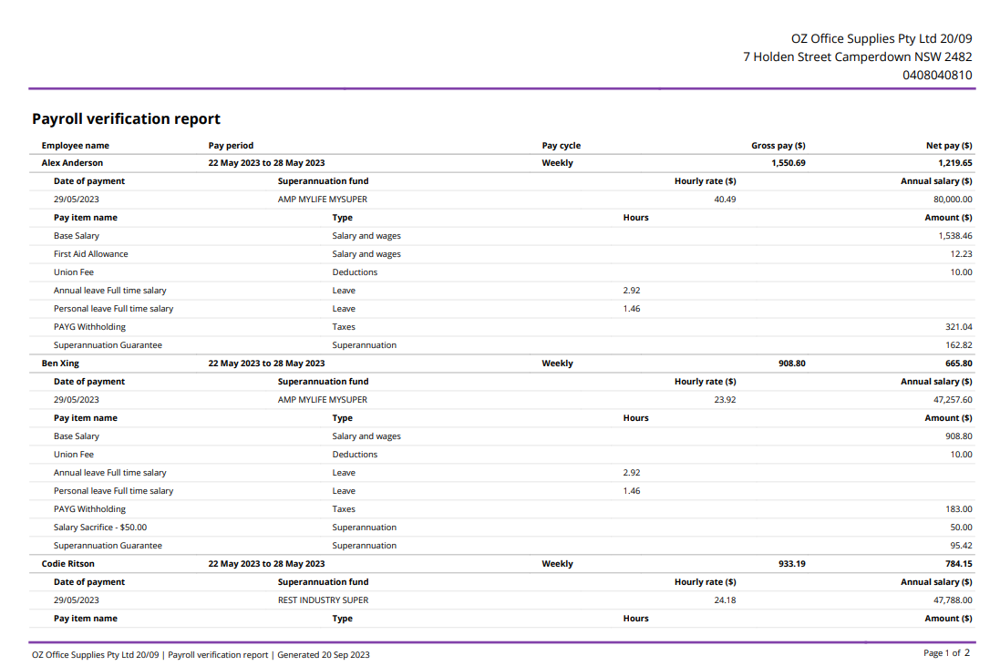 OZ Office Supplies Pty Ltd 20/09
7 Holden Street Camperdown NSW 2482
0408040810
Payroll verification report
Employee name Pay period Pay cycle Gross pay ($) Net pay ($)
Alex Anderson 22 May 2023 to 28 May 2023 Weekly 1,550.69 1,219.65
Date of payment Superannuation fund Hourly rate ($) Annual salary ($)
29/05/2023 AMP MYLIFE MYSUPER 40.49 80,000.00
Pay item name Type Hours Amount ($)
Base Salary Salary and wages 1,538.46
First Aid Allowance Salary and wages 12.23
Union Fee Deductions 10.00
Annual leave Full time salary Leave 2.92
Personal leave Full time salary Leave 1.46
PAYG Withholding Taxes 321.04
Superannuation Guarantee Superannuation 162.82
Ben Xing 22 May 2023 to 28 May 2023 Weekly 908.80 665.80
Date of payment Superannuation fund Hourly rate ($) Annual salary ($)
29/05/2023 AMP MYLIFE MYSUPER 23.92 47,257.60
Pay item name Type Hours Amount ($)
Base Salary Salary and wages 908.80
Union Fee Deductions 10.00
Annual leave Full time salary Leave 2.92
Personal leave Full time salary Leave 1.46
PAYG Withholding Taxes 183.00
Salary Sacrifice - $50.00 Superannuation 50.00
Superannuation Guarantee Superannuation 95.42
Codie Ritson 22 May 2023 to 28 May 2023 Weekly 933.19 784.15
Date of payment Superannuation fund Hourly rate ($) Annual salary ($)
29/05/2023 REST INDUSTRY SUPER 24.18 47,788.00
Pay item name Type Hours Amount ($)
OZ Office Supplies Pty Ltd 20/09 | Payroll verification report | Generated 20 Sep 2023 Page 1 of 2